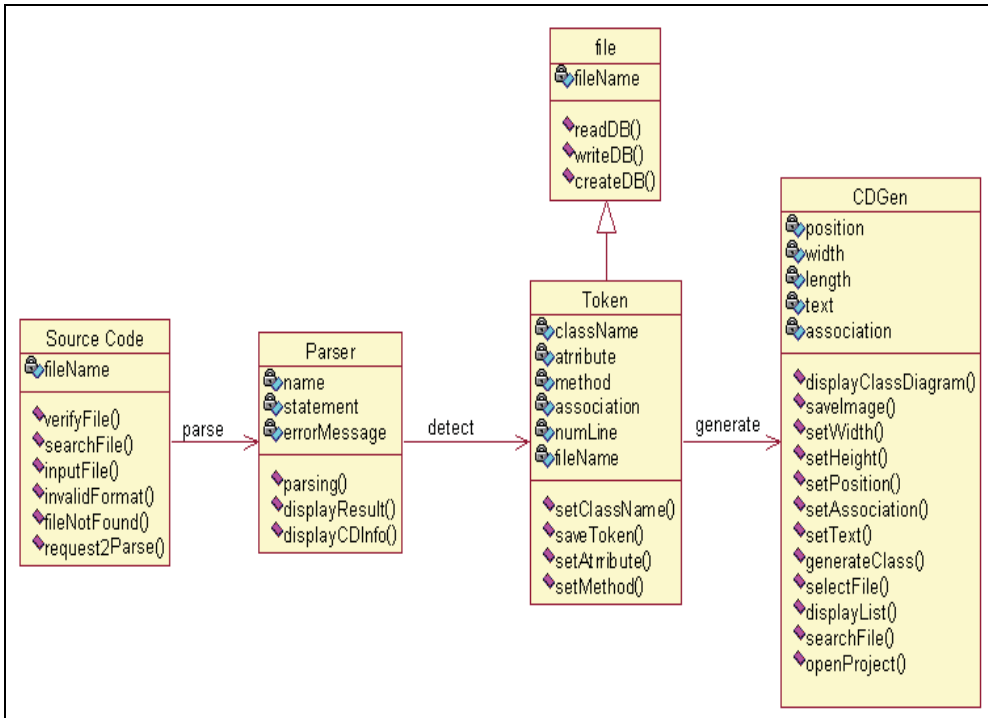 file
fileName
readDB()
writeDB()
createDB()
Source Code
fileName
verifyFile()
searchFile()
inputFile()
invalidFormat()
fileNotFound()
request2Parse()
parse
Parser
name
statement
errorMessage
parsing()
displayResult()
displayCDInfo()
detect
Token
className
atrribute
method
association
numLine
fileName
setClassName()
saveToken()
setAtrribute()
setMethod()
generate
CDGen
position
width
length
text
association
displayClassDiagram()
saveImage()
setWidth()
setHeight()
setPosition()
setAssociation()
setText()
generateClass()
selectFile()
displayList()
searchFile()
openProject()